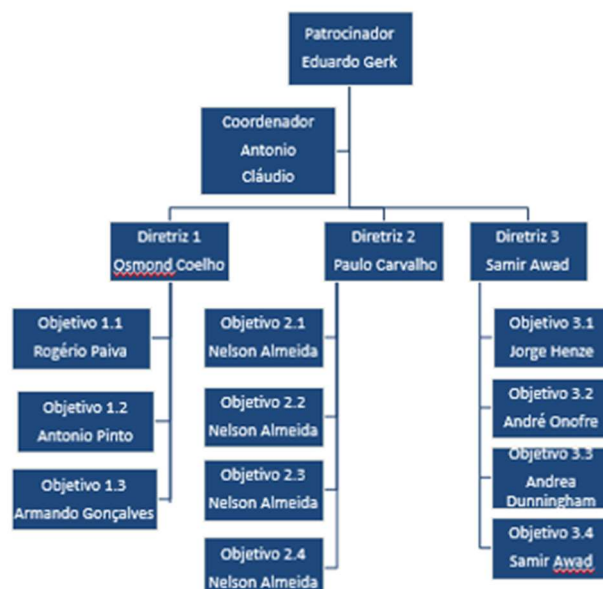 Patrocinador
Eduardo Gerk
Coordenador
Antonio
Cláudio
Diretriz 1
Osmond Coelho
Diretriz 2
Paulo Carvalho
Diretriz 3
Samir Awad
Objetivo 1.1
Rogério Paiva
Objetivo 1.2
Antonio Pinto
Objetivo 1.3
Armando Gonçalves
Objetivo 2.1
Nelson Almeida
Objetivo 2.2
Nelson Almeida
Objetivo 2.3
Nelson Almeida
Objetivo 2.4
Nelson Almeida
Objetivo 3.1
Jorge Henze
Objetivo 3.2
André Onofre
Objetivo 3.3
Andrea
Dunningham
Objetivo 3.4
Samir Awad